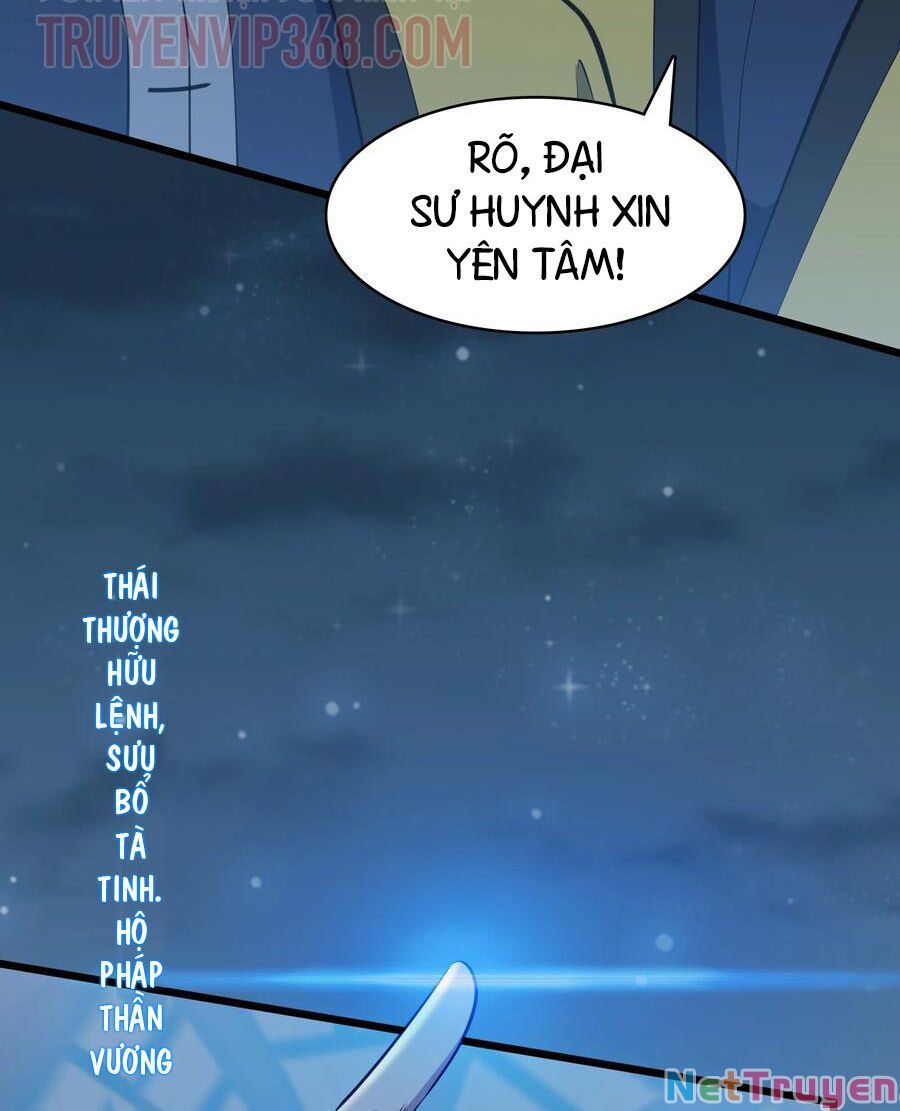 TRUYENVIP368.COM
RÕ, ĐẠI
SƯ HUYNH XIN
YÊN TÂM!
THÁI
THƯỢNG
HỮU
LỆNH,
SƯU
BỔ
TÀ
TINH.
HỘ
PHÁP
THẦN
VƯƠNG
NetTruyen